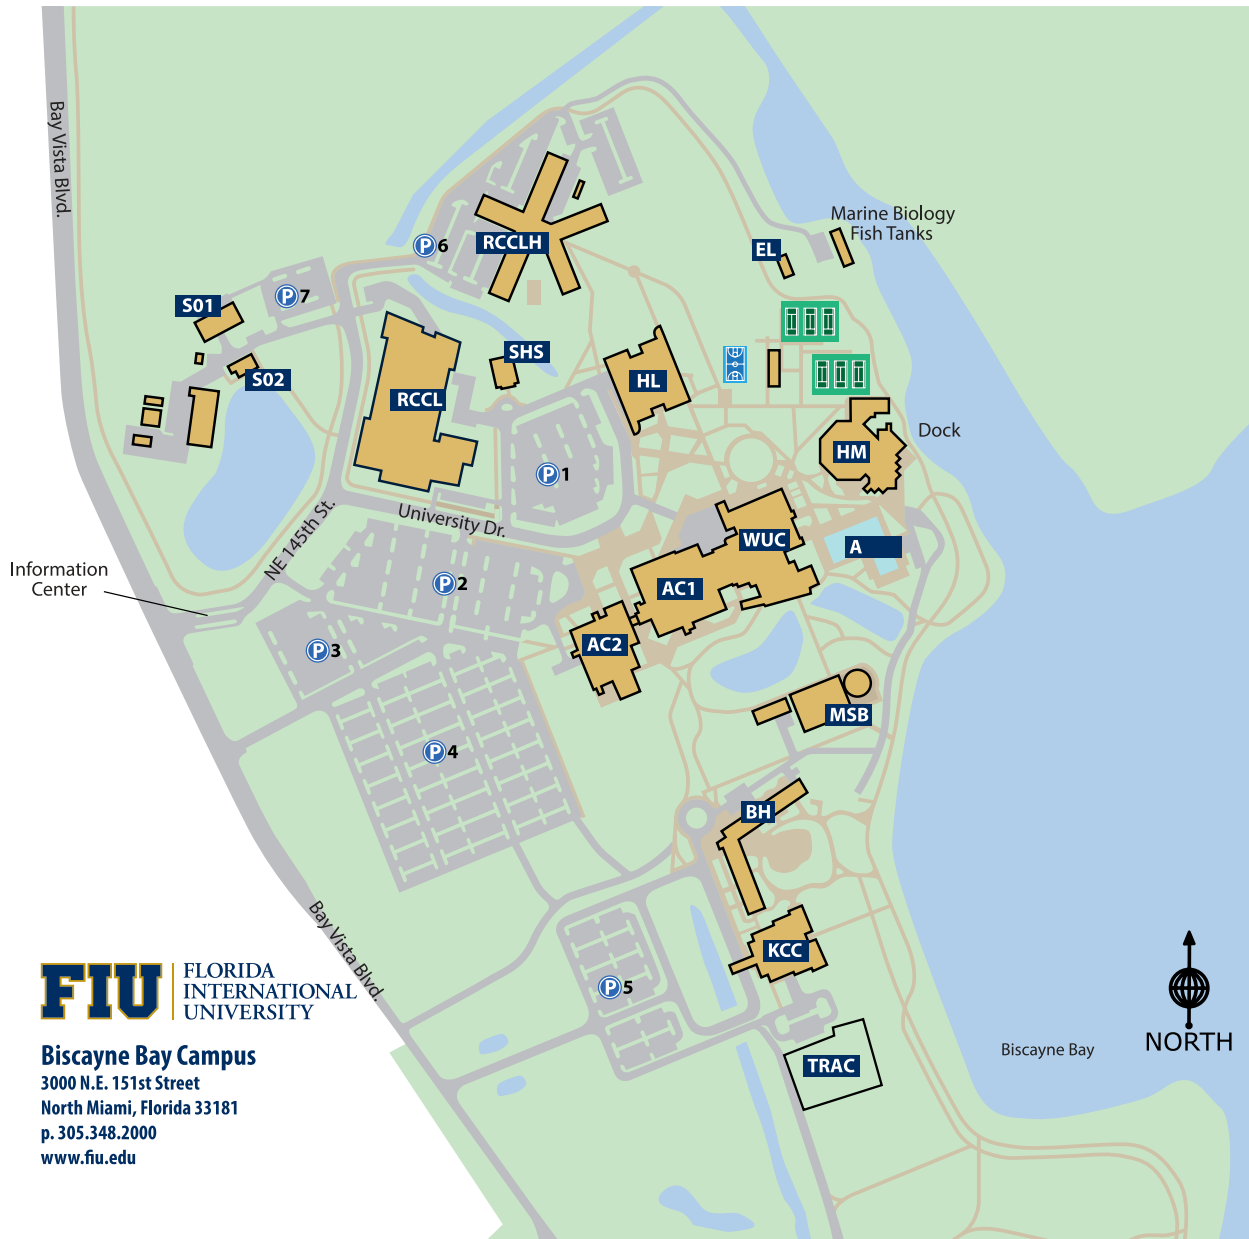 Bay Vista Blvd.
Marine Biology
Fish Tanks
RCCLH
P 6
EL
S01
P 7
SHS
S02
HL
RCCL
Dock
HM
P 1
University Dr.
NE 145th St.
WUC
A
Information
Center
P 2
AC1
AC2
P 3
MSB
P 4
BH
Bay Vista Blvd.
KCC
P 5
FIU
FLORIDA
INTERNATIONAL
UNIVERSITY
NORTH
Biscayne Bay
TRAC
Biscayne Bay Campus
3000 N.E. 151st Street
North Miami, Florida 33181
p. 305.348.2000
www.fiu.edu